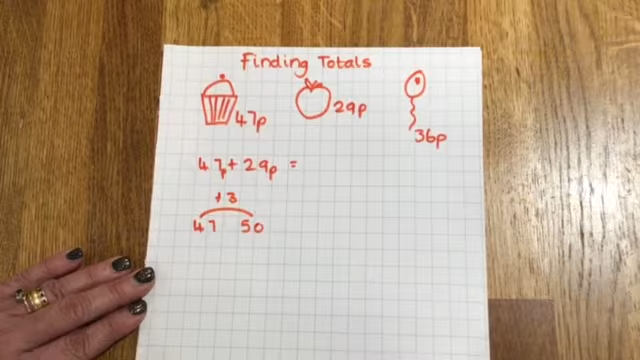 Finding Totals
47p 29p 36p
47p + 29p =
+3
47 50